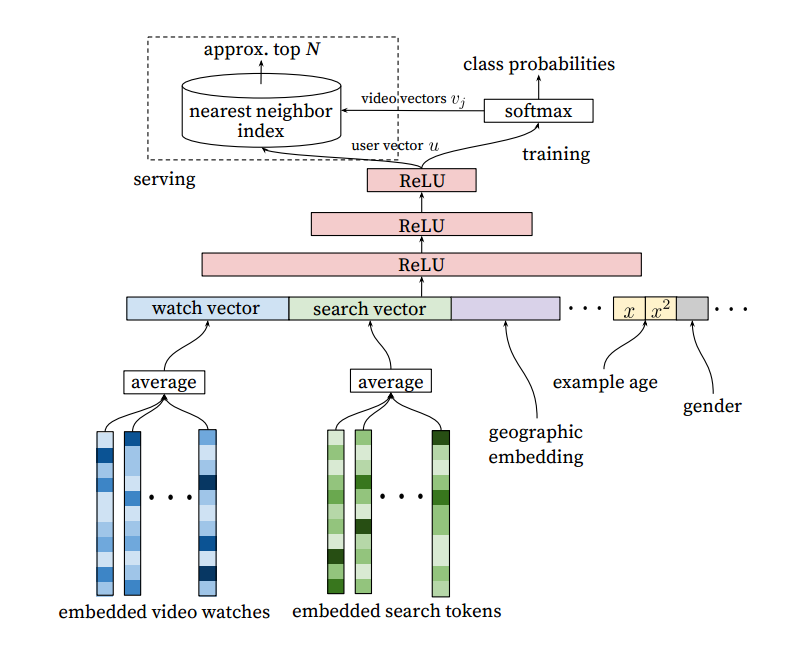 approx. top N
class probabilities
nearest neighbor
index
video vectors v_j
softmax
user vector u
training
serving
ReLU
ReLU
ReLU
watch vector
search vector
. . .
x
x²
. . .
average
average
example age
gender
geographic
embedding
. . .
. . .
embedded video watches
embedded search tokens